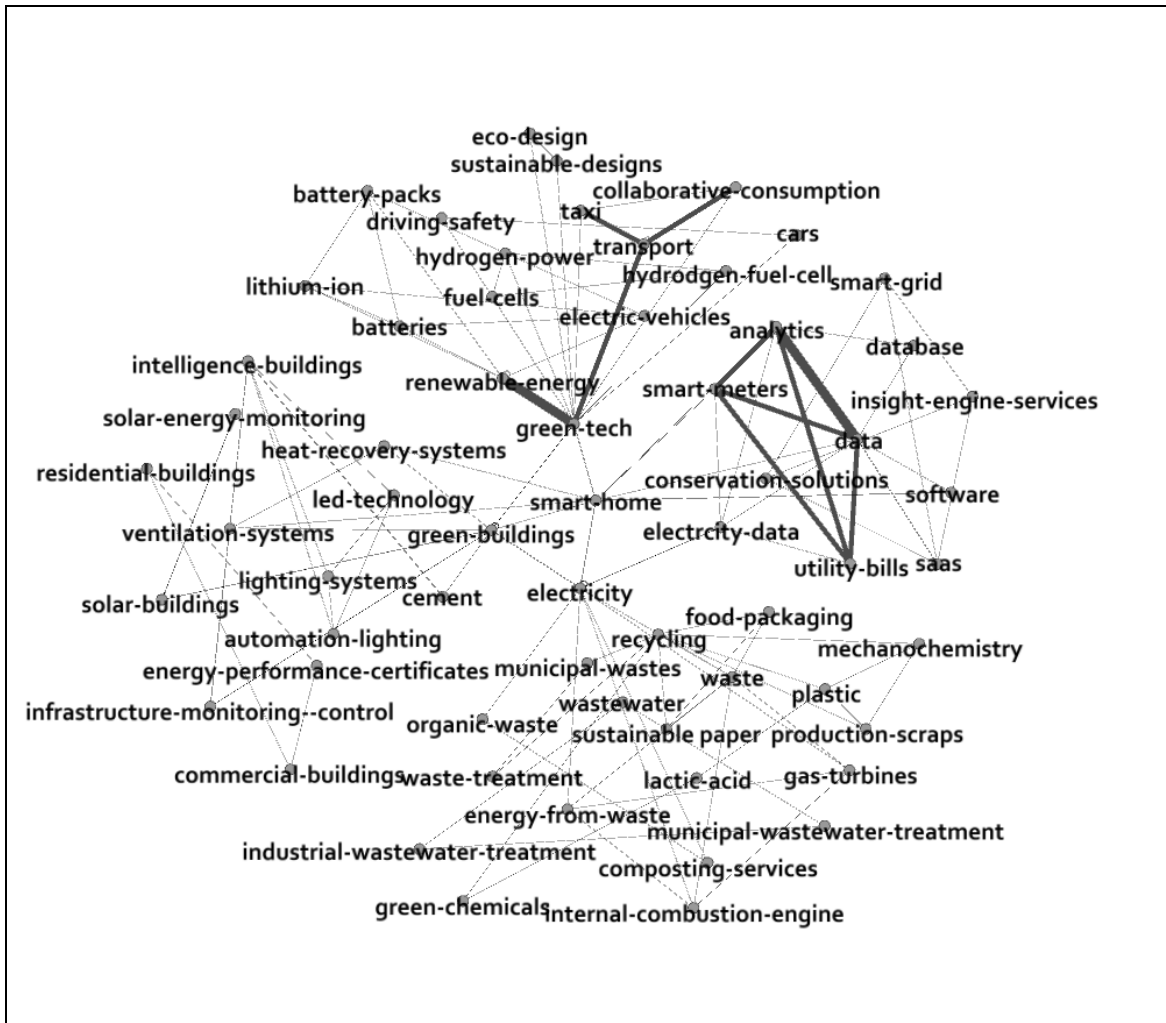 eco-design
sustainable-designs
collaborative-consumption
battery-packs
taxi
driving-safety
cars
transport
hydrogen-power
hydrodgen-fuel-cell
smart-grid
lithium-ion
fuel-cells
electric-vehicles
batteries
analytics
database
intelligence-buildings
renewable-energy
smart-meters
insight-engine-services
solar-energy-monitoring
green-tech
data
heat-recovery-systems
residential-buildings
conservation-solutions
led-technology
smart-home
software
ventilation-systems
green-buildings
electrcity-data
utility-bills
saas
lighting-systems
solar-buildings
cement
electricity
food-packaging
automation-lighting
recycling
mechanochemistry
energy-performance-certificates
municipal-wastes
waste
plastic
infrastructure-monitoring--control
wastewater
organic-waste
sustainable paper
production-scraps
commercial-buildings
waste-treatment
lactic-acid
gas-turbines
energy-from-waste
municipal-wastewater-treatment
industrial-wastewater-treatment
composting-services
green-chemicals
internal-combustion-engine